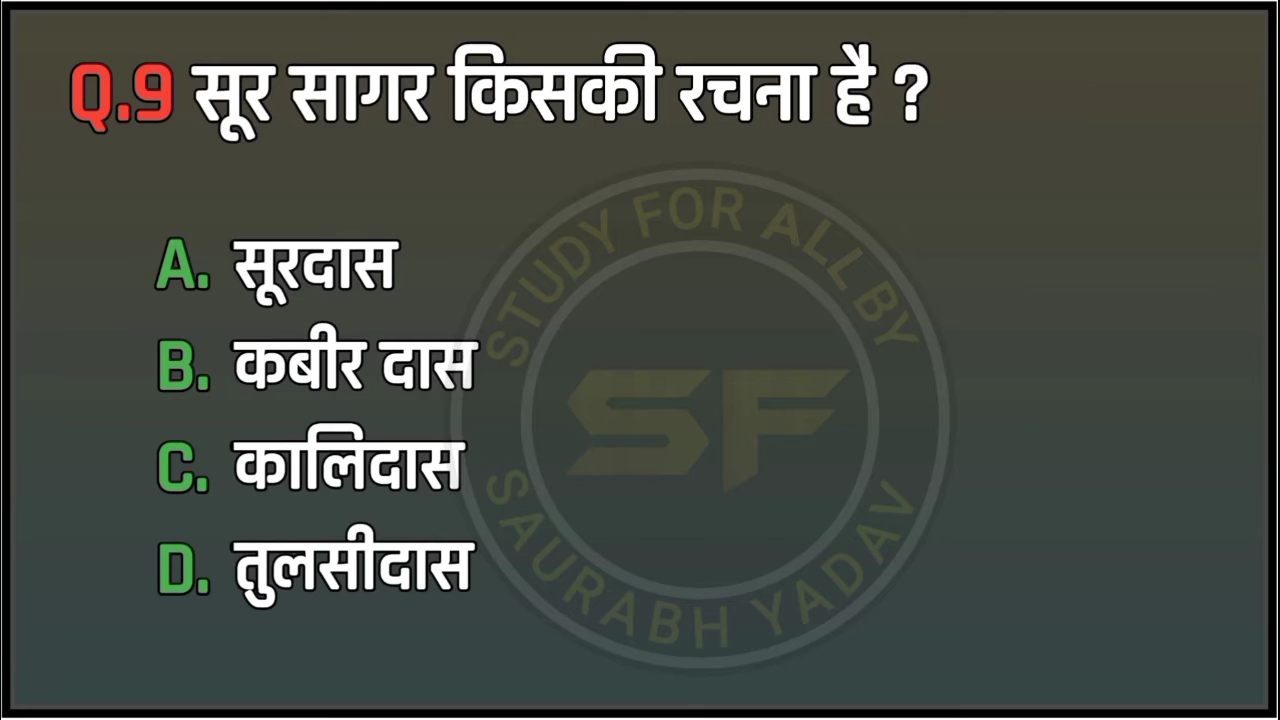 Q.9 सूर सागर किसकी रचना है ?
A. सूरदास
B. कबीर दास
C. कालिदास
D. तुलसीदास
STUDY FOR ALL BY
SF
SAURABH YADAV